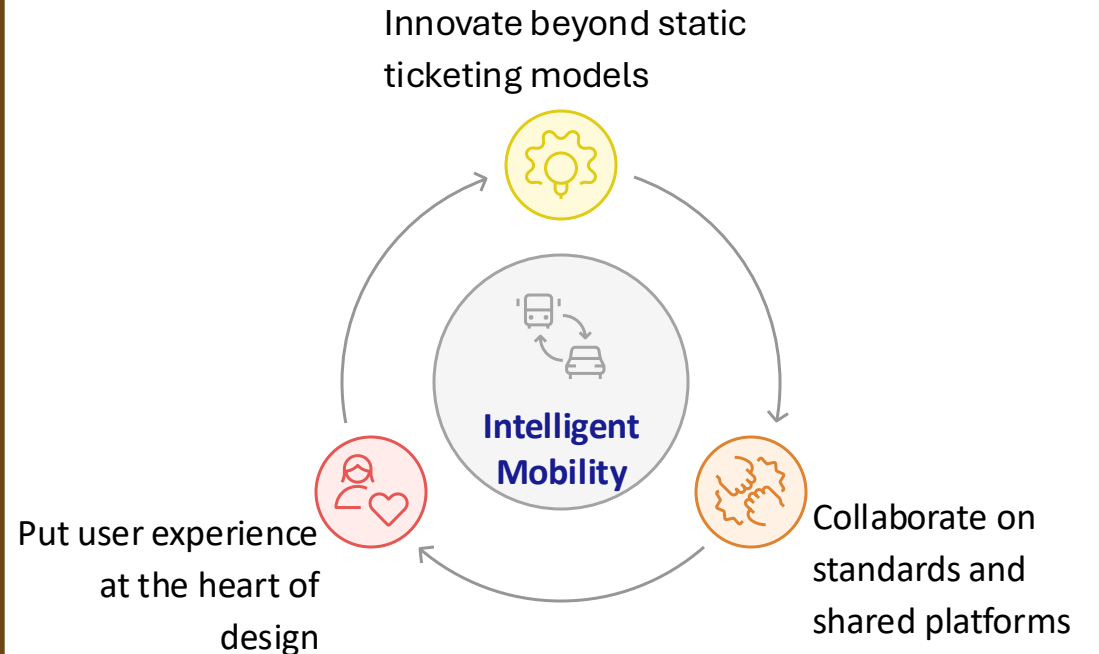 Innovate beyond static
ticketing models
Intelligent
Mobility
Put user experience
at the heart of
design
Collaborate on
standards and
shared platforms